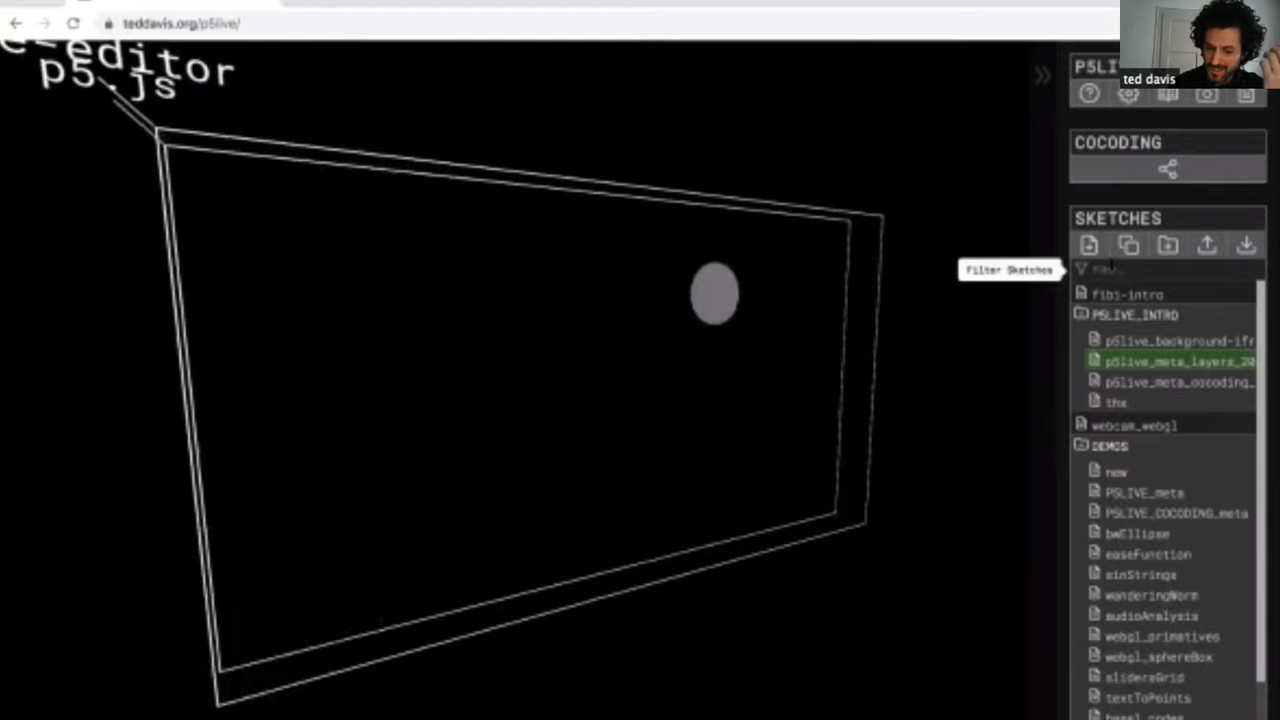 teddavis.org/p5live/
e-editor
p5.js
P5LI
ted davis
COCODING
SKETCHES
Filter Sketches
fibi-intro
P5LIVE_INTRO
p5live_background-ifr
p5live_meta_layers_20
p5live_meta_cocoding_
thx
webcam_webgl
DEMOS
new
P5LIVE_meta
P5LIVE_COCODING_meta
bwEllipse
easeFunction
sinStrings
wanderingWorm
audioAnalysis
webgl_primatives
webgl_sphereBox
slidersGrid
textToPoints